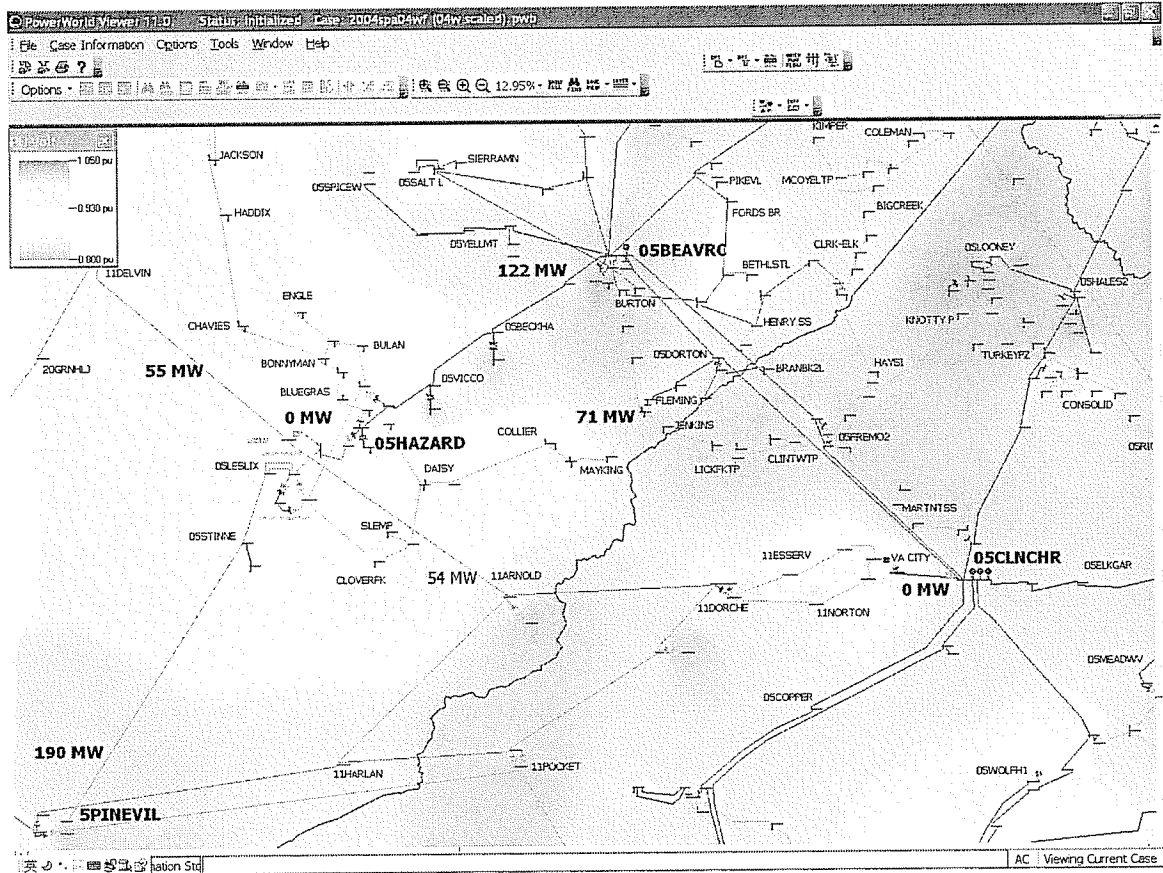 PowerWorld Viewer 11.0 Status: Initialized Case: 2004spa04wf (04w scaled).pwb
File Case Information Options Tools Window Help
Options
12.95%
1.050 pu
0.930 pu
0.800 pu
JACKSON
HADDIX
11DELVIN
ENGLE
CHAVIES
BULAN
BONNYMAN
BLUEGRAS
20GRNHLJ
55 MW
0 MW
05HAZARD
05LESLIX
05STINNE
SLEMP
CLOVERFK
DAISY
COLLIER
MAYKING
54 MW
11ARNOLD
190 MW
5PINEVIL
11HARLAN
11POCKET
05SPICEW
05SALT L
SIERRAMN
05YELLMT
122 MW
05BEAVRC
BURTON
05BECKHA
05VICCO
05DORTON
71 MW
FLEMING
JENKINS
LICKFKTP
CLINTWTP
KIMPER
COLEMAN
PIKEVL
MCOYELTP
FORDS BR
BIGCREEK
CLRK-ELK
BETHLSTL
HENRY SS
BRANBK2L
HAYSI
05FREMO2
05LOONEY
05HALES2
KNOTTY P
TURKEYPZ
CONSOLID
05RIC
MARTNTSS
VA CITY
0 MW
05CLNCHR
05ELKGAR
11ESSERV
11DORCHE
11NORTON
05COPPER
05MEADWV
05WOLFH1
英
AC Viewing Current Case